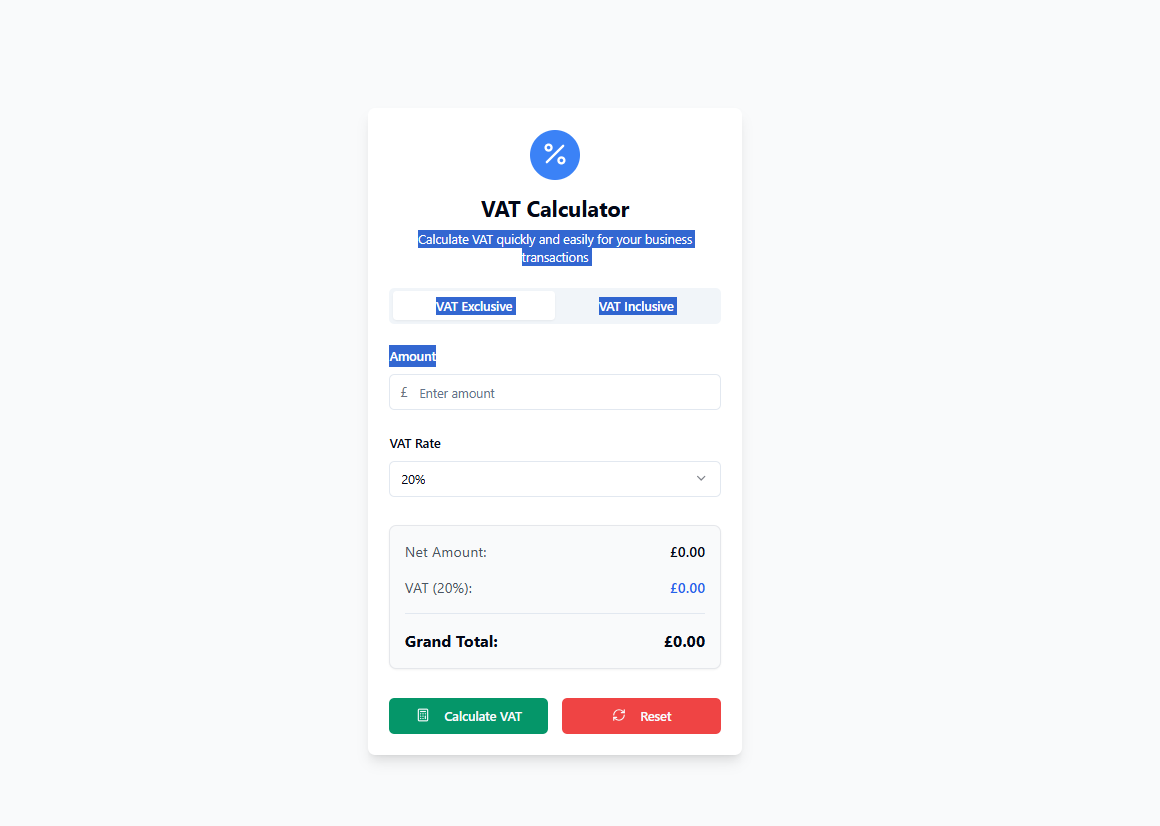 VAT Calculator
Calculate VAT quickly and easily for your business
transactions
VAT Exclusive VAT Inclusive
Amount
£ Enter amount
VAT Rate
20%
Net Amount: £0.00
VAT (20%): £0.00
Grand Total: £0.00
Calculate VAT Reset